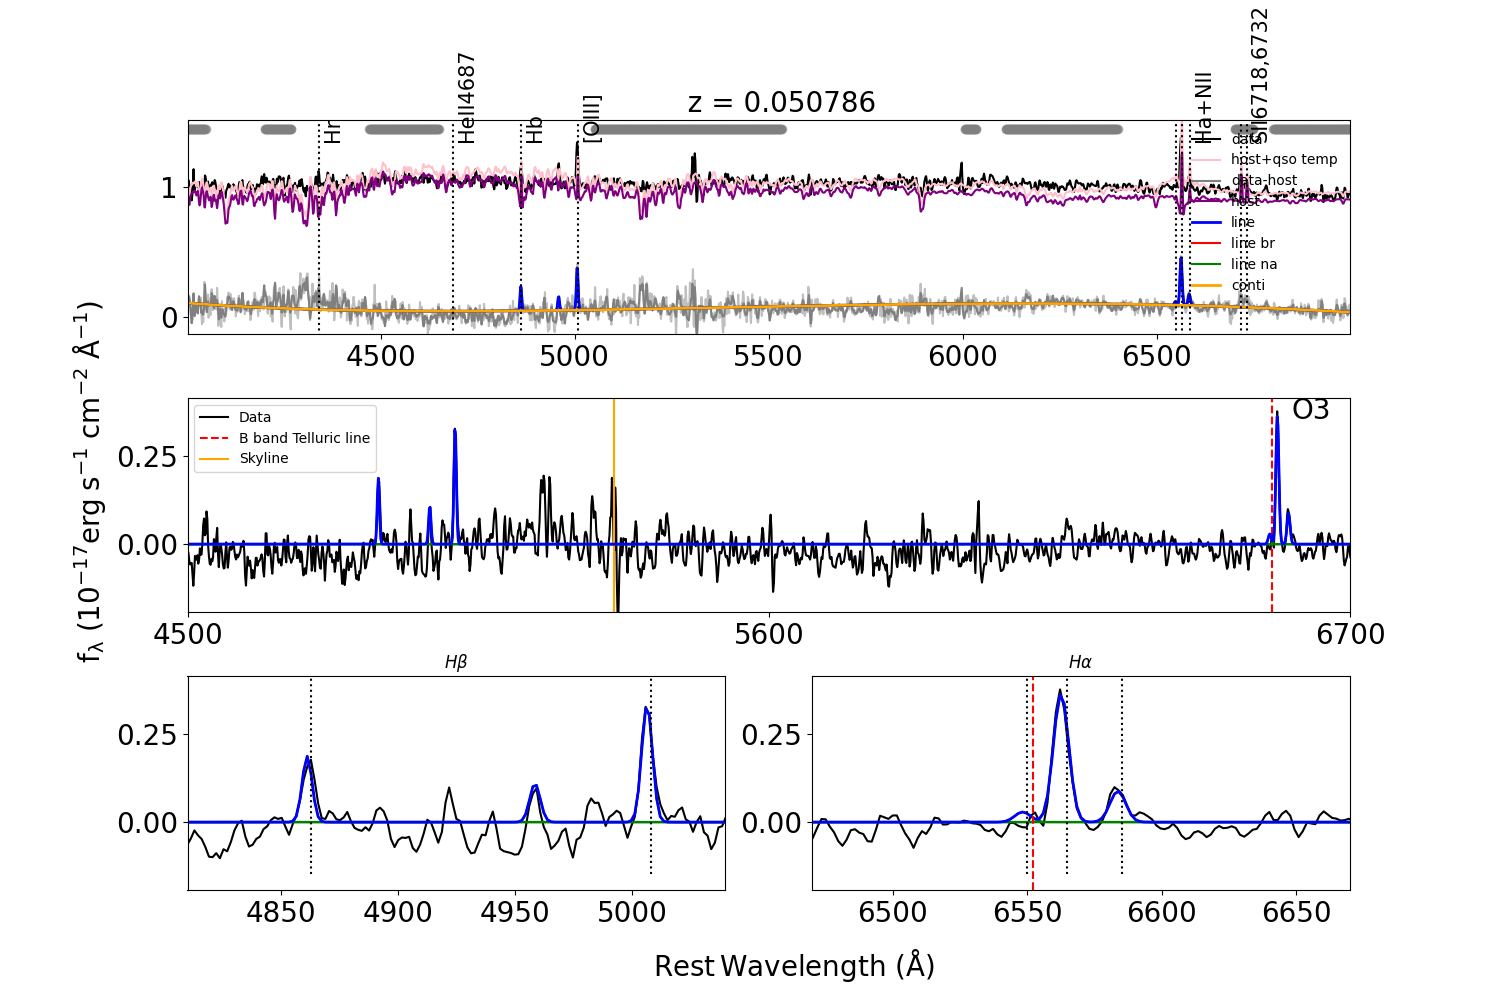 z = 0.050786
Hr
HeII4687
Hb
[OIII]
Ha+NII
SII6718,6732
data
host+qso temp
data-host
host
line
line br
line na
conti
1
0
4500
5000
5500
6000
6500
fλ (10⁻¹⁷erg s⁻¹ cm⁻² Å⁻¹)
Data
B band Telluric line
Skyline
O3
0.25
0.00
4500
5600
6700
Hβ
0.25
0.00
4850
4900
4950
5000
Hα
0.25
0.00
6500
6550
6600
6650
Rest Wavelength (Å)